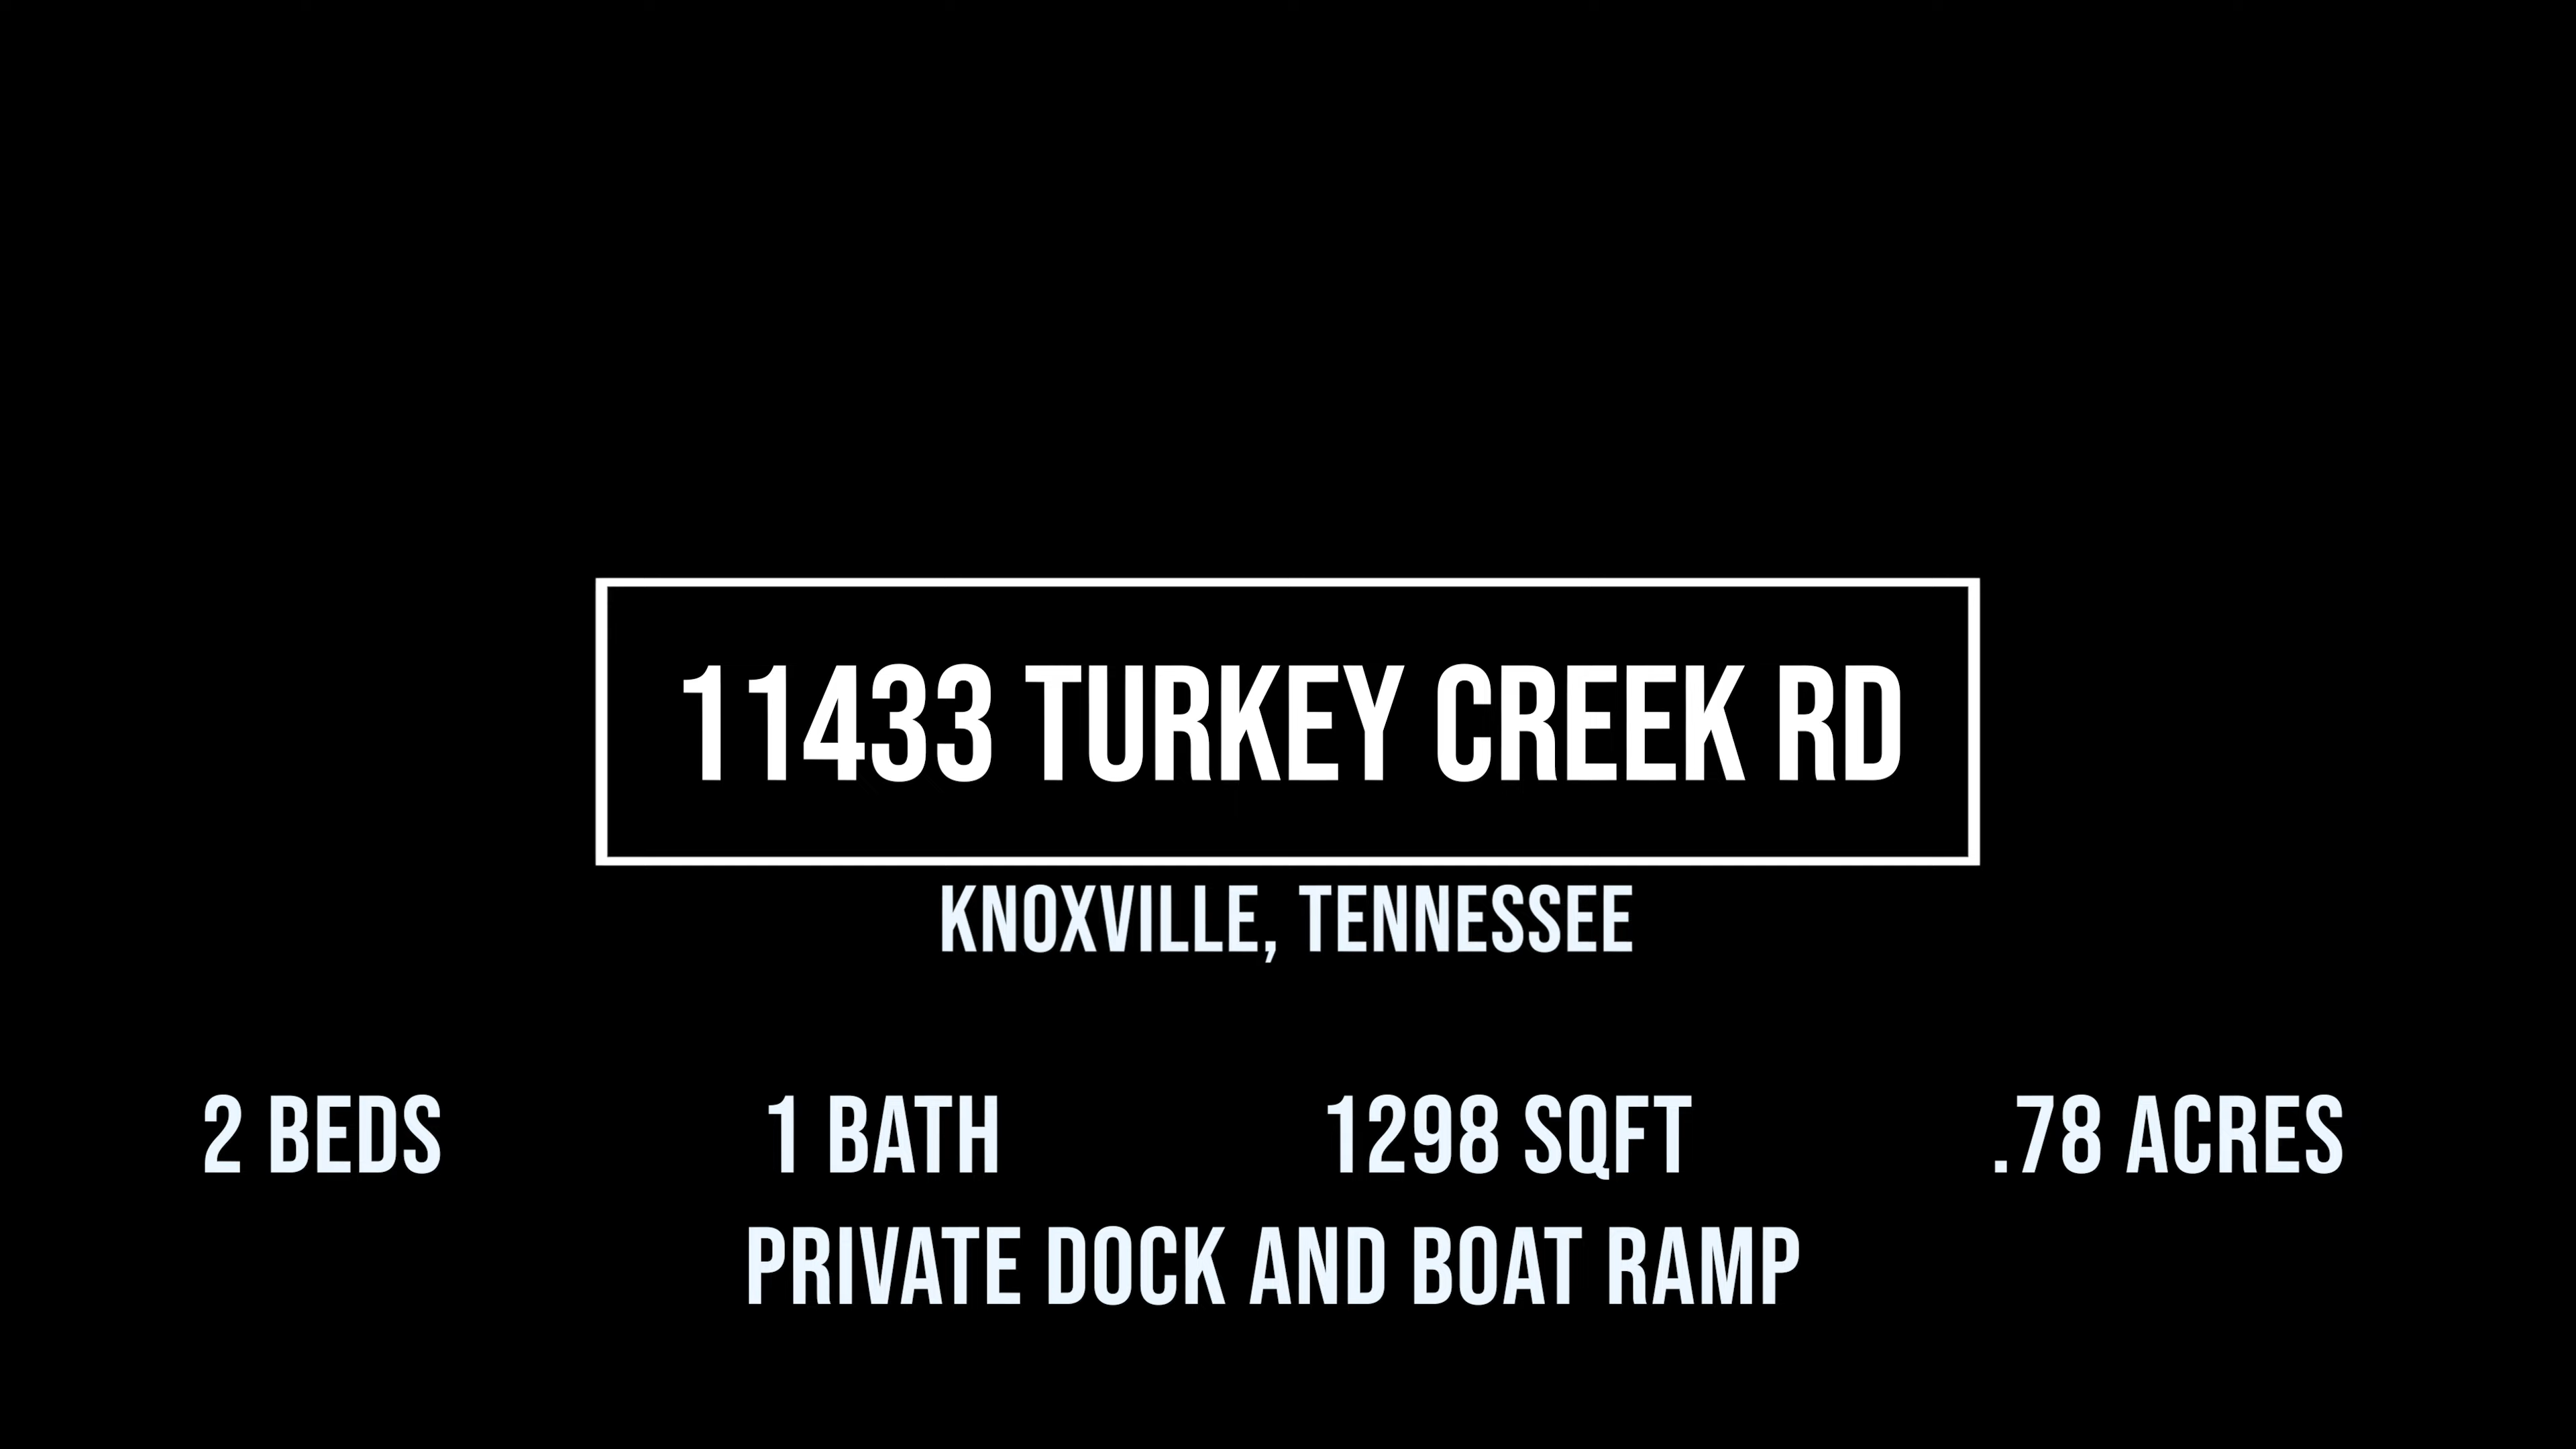 11433 TURKEY CREEK RD
KNOXVILLE, TENNESSEE
2 BEDS 1 BATH 1298 SQFT .78 ACRES
PRIVATE DOCK AND BOAT RAMP